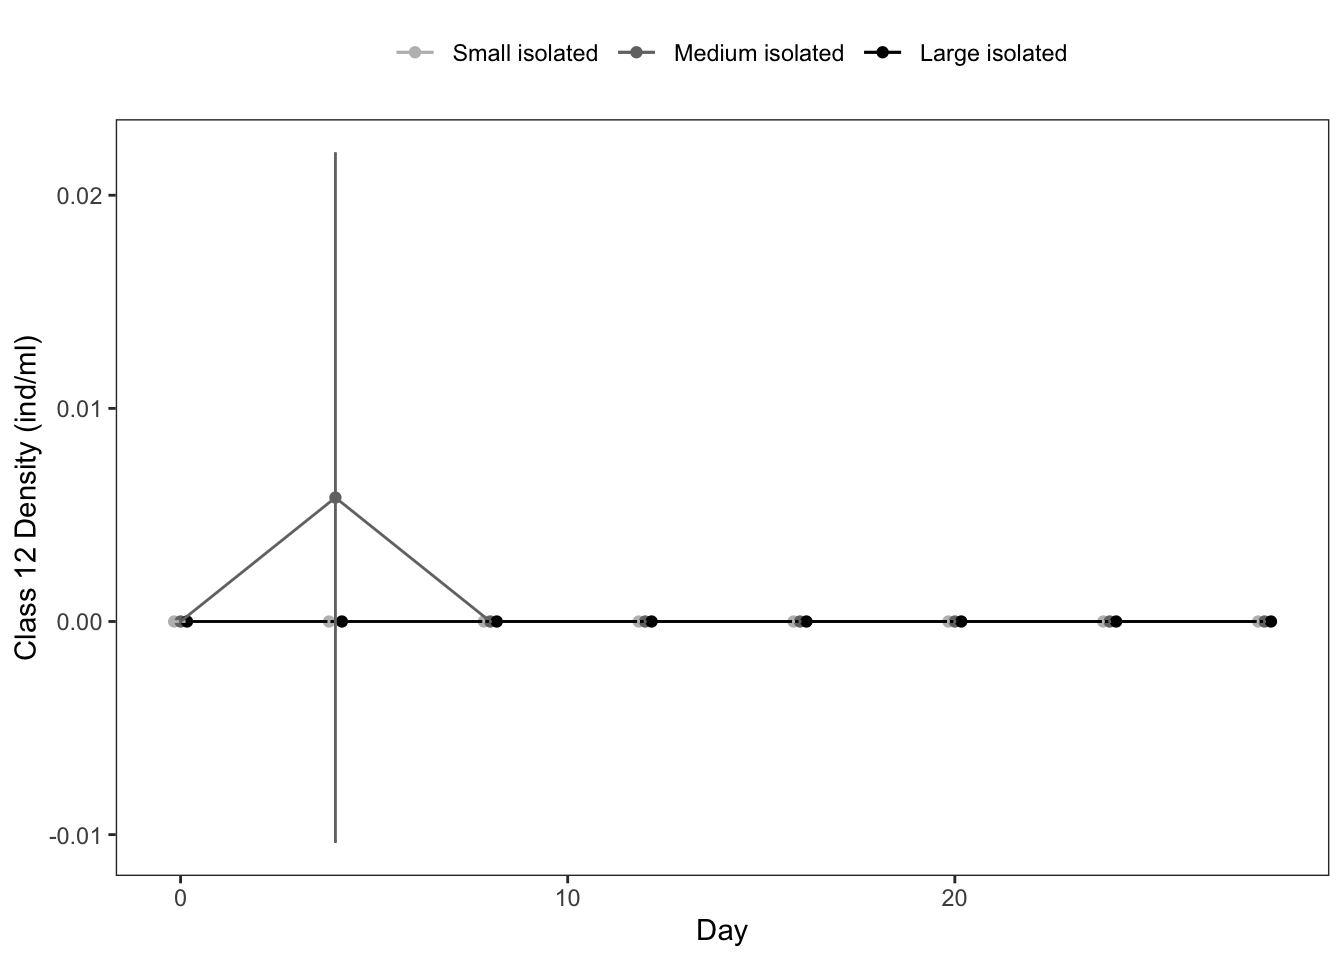 Small isolated Medium isolated Large isolated
Class 12 Density (ind/ml)
0.02
0.01
0.00
-0.01
0 10 20
Day